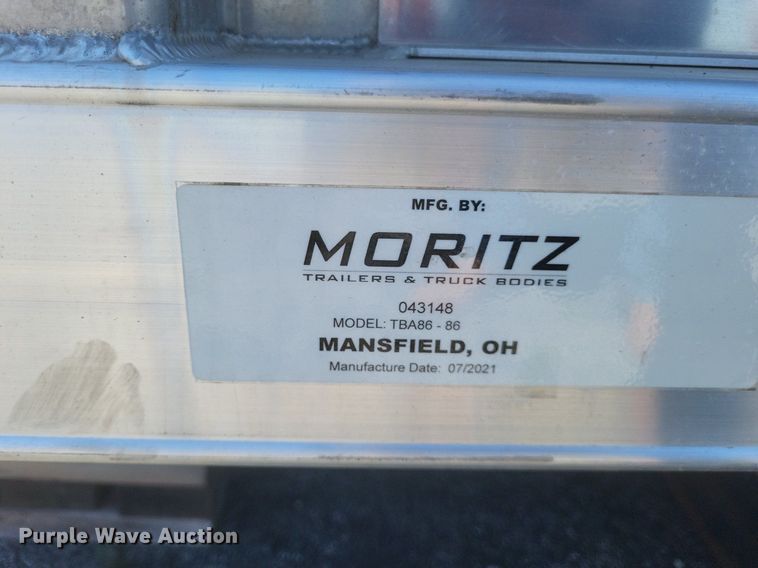 MFG. BY:
MORITZ
TRAILERS & TRUCK BODIES
043148
MODEL: TBA86 - 86
MANSFIELD, OH
Manufacture Date: 07/2021
Purple Wave Auction